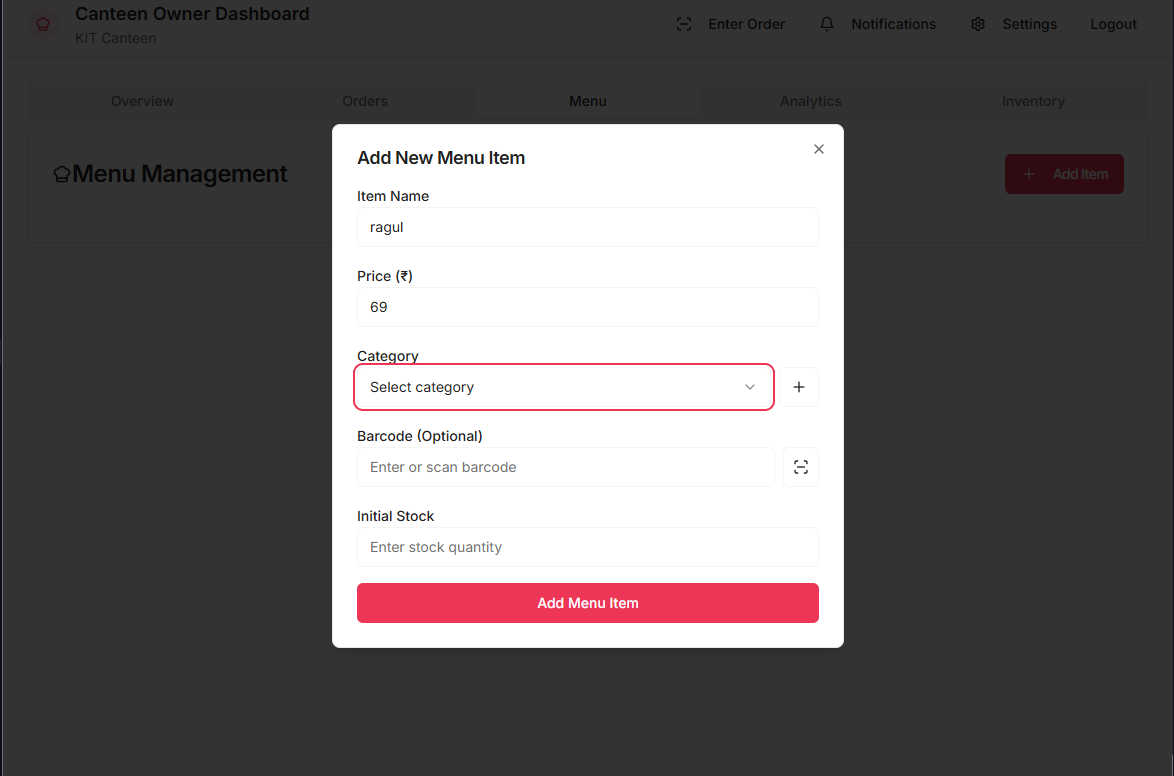 Canteen Owner Dashboard
KIT Canteen
Enter Order
Notifications
Settings
Logout
Overview
Orders
Menu
Analytics
Inventory
Menu Management
Add Item
Add New Menu Item
Item Name
ragul
Price (₹)
69
Category
Select category
Barcode (Optional)
Enter or scan barcode
Initial Stock
Enter stock quantity
Add Menu Item